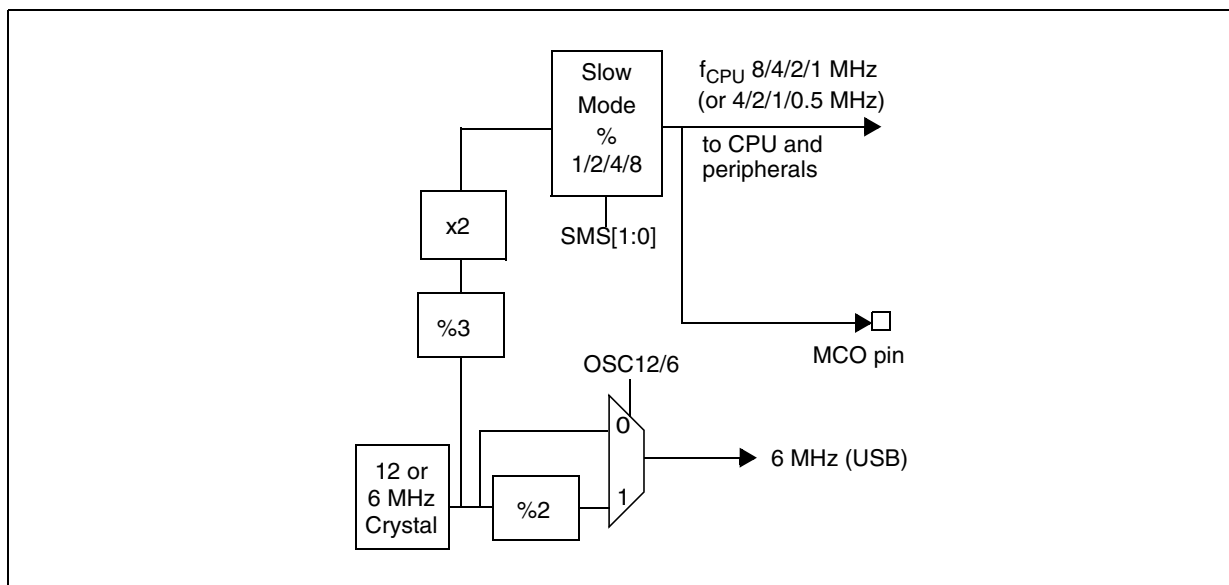 Slow
Mode
%
1/2/4/8
fCPU 8/4/2/1 MHz
(or 4/2/1/0.5 MHz)
to CPU and
peripherals
x2
SMS[1:0]
%3
MCO pin
OSC12/6
0
6 MHz (USB)
12 or
6 MHz
Crystal
%2
1